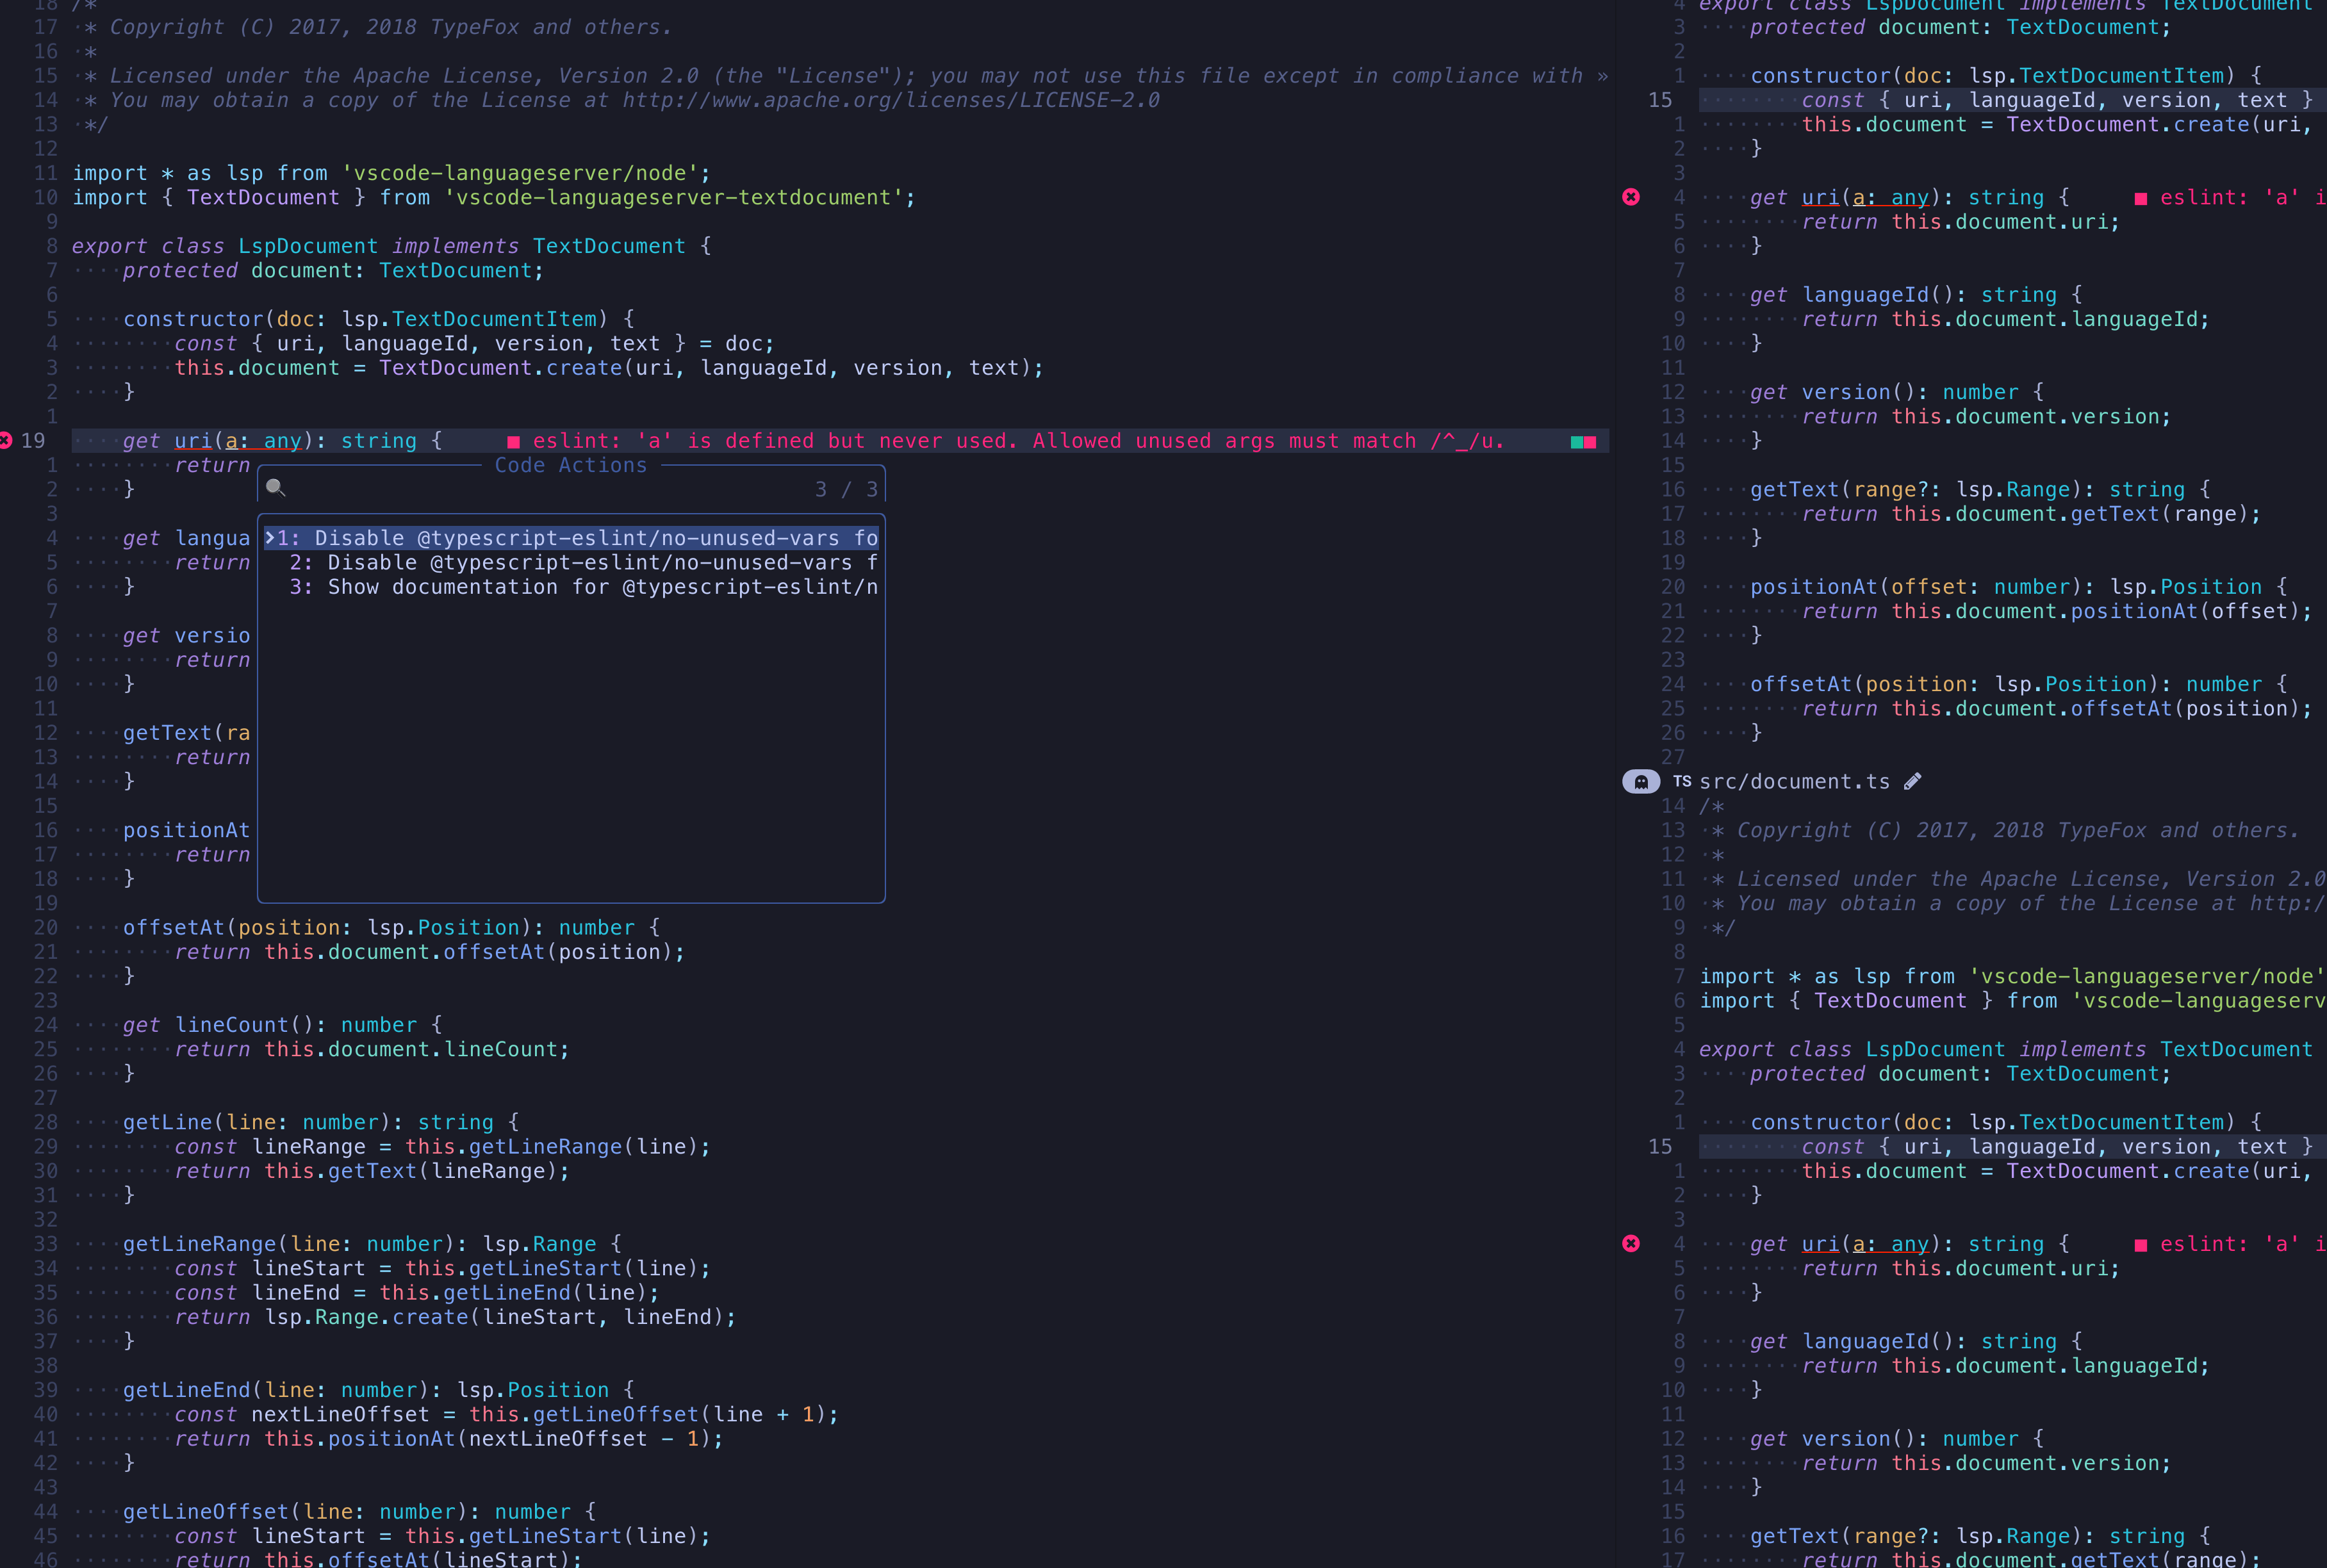 18 /*
17 ·* Copyright (C) 2017, 2018 TypeFox and others.
16 ·*
15 ·* Licensed under the Apache License, Version 2.0 (the "License"); you may not use this file except in compliance with »
14 ·* You may obtain a copy of the License at http://www.apache.org/licenses/LICENSE-2.0
13 ·*/
12
11 import * as lsp from 'vscode-languageserver/node';
10 import { TextDocument } from 'vscode-languageserver-textdocument';
9
8 export class LspDocument implements TextDocument {
7 ····protected document: TextDocument;
6
5 ····constructor(doc: lsp.TextDocumentItem) {
4 ········const { uri, languageId, version, text } = doc;
3 ········this.document = TextDocument.create(uri, languageId, version, text);
2 ····}
1
19 ····get uri(a: any): string { ■ eslint: 'a' is defined but never used. Allowed unused args must match /^_/u.
1 ········return
Code Actions
2 ····}
3 / 3
3
4 ····get langua
>1: Disable @typescript-eslint/no-unused-vars fo
5 ········return
2: Disable @typescript-eslint/no-unused-vars f
6 ····}
3: Show documentation for @typescript-eslint/n
7
8 ····get versio
9 ········return
10 ····}
11
12 ····getText(ra
13 ········return
14 ····}
15
16 ····positionAt
17 ········return
18 ····}
19
20 ····offsetAt(position: lsp.Position): number {
21 ········return this.document.offsetAt(position);
22 ····}
23
24 ····get lineCount(): number {
25 ········return this.document.lineCount;
26 ····}
27
28 ····getLine(line: number): string {
29 ········const lineRange = this.getLineRange(line);
30 ········return this.getText(lineRange);
31 ····}
32
33 ····getLineRange(line: number): lsp.Range {
34 ········const lineStart = this.getLineStart(line);
35 ········const lineEnd = this.getLineEnd(line);
36 ········return lsp.Range.create(lineStart, lineEnd);
37 ····}
38
39 ····getLineEnd(line: number): lsp.Position {
40 ········const nextLineOffset = this.getLineOffset(line + 1);
41 ········return this.positionAt(nextLineOffset - 1);
42 ····}
43
44 ····getLineOffset(line: number): number {
45 ········const lineStart = this.getLineStart(line);
46 ········return this.offsetAt(lineStart);
4 export class LspDocument implements TextDocument
3 ····protected document: TextDocument;
2
1 ····constructor(doc: lsp.TextDocumentItem) {
15 ········const { uri, languageId, version, text }
1 ········this.document = TextDocument.create(uri,
2 ····}
3
4 ····get uri(a: any): string { ■ eslint: 'a' i
5 ········return this.document.uri;
6 ····}
7
8 ····get languageId(): string {
9 ········return this.document.languageId;
10 ····}
11
12 ····get version(): number {
13 ········return this.document.version;
14 ····}
15
16 ····getText(range?: lsp.Range): string {
17 ········return this.document.getText(range);
18 ····}
19
20 ····positionAt(offset: number): lsp.Position {
21 ········return this.document.positionAt(offset);
22 ····}
23
24 ····offsetAt(position: lsp.Position): number {
25 ········return this.document.offsetAt(position);
26 ····}
27
TS src/document.ts
14 /*
13 ·* Copyright (C) 2017, 2018 TypeFox and others.
12 ·*
11 ·* Licensed under the Apache License, Version 2.0
10 ·* You may obtain a copy of the License at http:/
9 ·*/
8
7 import * as lsp from 'vscode-languageserver/node'
6 import { TextDocument } from 'vscode-languageserv
5
4 export class LspDocument implements TextDocument
3 ····protected document: TextDocument;
2
1 ····constructor(doc: lsp.TextDocumentItem) {
15 ········const { uri, languageId, version, text }
1 ········this.document = TextDocument.create(uri,
2 ····}
3
4 ····get uri(a: any): string { ■ eslint: 'a' i
5 ········return this.document.uri;
6 ····}
7
8 ····get languageId(): string {
9 ········return this.document.languageId;
10 ····}
11
12 ····get version(): number {
13 ········return this.document.version;
14 ····}
15
16 ····getText(range?: lsp.Range): string {
17 ········return this.document.getText(range);